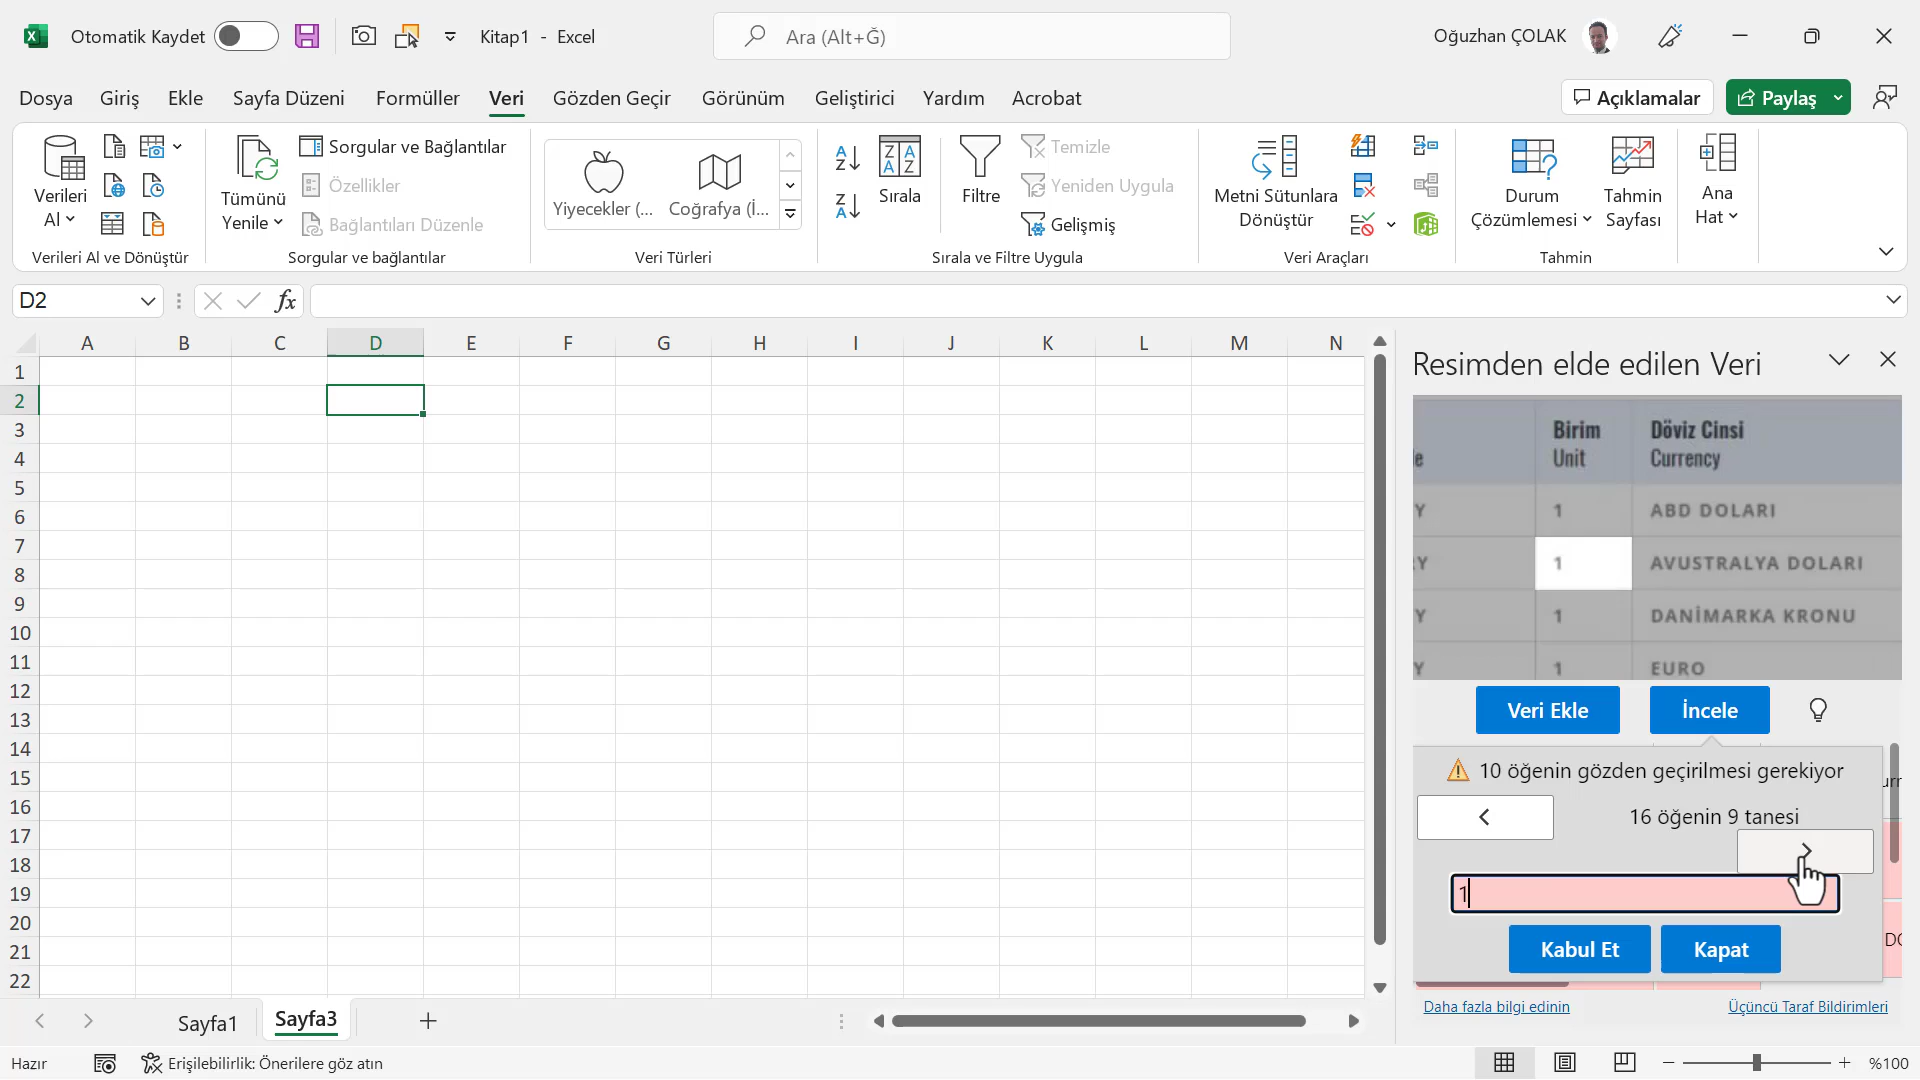 Otomatik Kaydet
Kitap1 - Excel
Ara (Alt+Ğ)
Oğuzhan ÇOLAK
Dosya Giriş Ekle Sayfa Düzeni Formüller Veri Gözden Geçir Görünüm Geliştirici Yardım Acrobat
Açıklamalar
Paylaş
Verileri
Al
Verileri Al ve Dönüştür
Tümünü
Yenile
Sorgular ve Bağlantılar
Özellikler
Bağlantıları Düzenle
Sorgular ve bağlantılar
Yiyecekler (...
Coğrafya (İ...
Veri Türleri
Sırala
Filtre
Temizle
Yeniden Uygula
Gelişmiş
Sırala ve Filtre Uygula
Metni Sütunlara
Dönüştür
Veri Araçları
Durum
Çözümlemesi
Tahmin
Sayfası
Tahmin
Ana
Hat
D2
fx
A B C D E F G H I J K L M N
1
2
3
4
5
6
7
8
9
10
11
12
13
14
15
16
17
18
19
20
21
22
Resimden elde edilen Veri
Birim Döviz Cinsi
e Unit Currency
Y 1 ABD DOLARI
Y 1 AVUSTRALYA DOLARI
Y 1 DANİMARKA KRONU
Y 1 EURO
Veri Ekle
İncele
10 öğenin gözden geçirilmesi gerekiyor
16 öğenin 9 tanesi
1
Kabul Et
Kapat
urr
DO
Daha fazla bilgi edinin
Üçüncü Taraf Bildirimleri
Sayfa1 Sayfa3
Hazır
Erişilebilirlik: Önerilere göz atın
%100